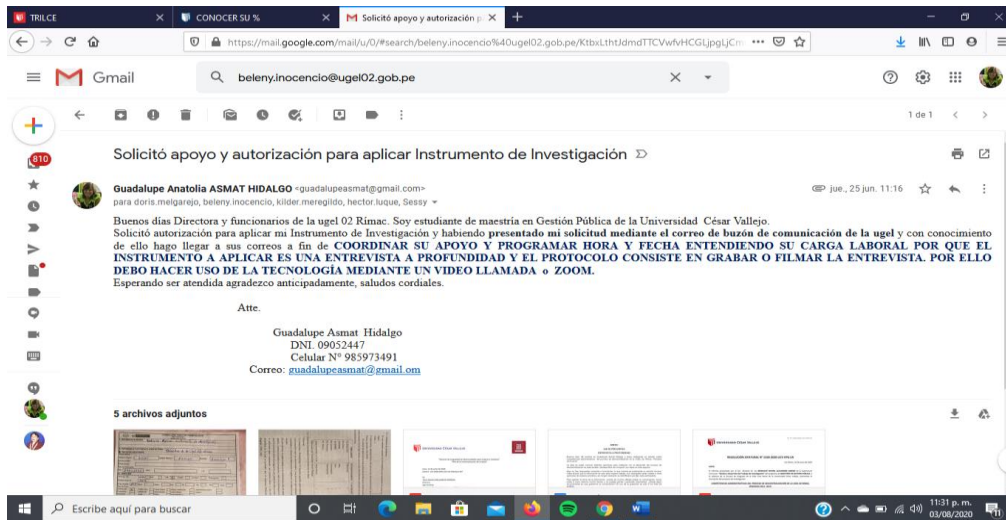 TRILCE
CONOCER SU %
Solicitó apoyo y autorización p
https://mail.google.com/mail/u/0/#search/beleny.inocencio%40ugel02.gob.pe/
Gmail
beleny.inocencio@ugel02.gob.pe
1 de 1
810
Solicitó apoyo y autorización para aplicar Instrumento de Investigación
Guadalupe Anatolia ASMAT HIDALGO <guadalupeasmat@gmail.com>
jue., 25 jun. 11:16
para doris.melgarejo, beleny.inocencio, kilder.meregildo, hector.luque, Sessy
Buenos días Directora y funcionarios de la ugel 02 Rimac. Soy estudiante de maestria en Gestión Pública de la Universidad César Vallejo.
Solicitó autorización para aplicar mi Instrumento de Investigación y habiendo presentado mi solicitud mediante el correo de buzón de comunicación de la ugel y con conocimiento
de ello hago llegar a sus correos a fin de COORDINAR SU APOYO Y PROGRAMAR HORA Y FECHA ENTENDIENDO SU CARGA LABORAL POR QUE EL
INSTRUMENTO A APLICAR ES UNA ENTREVISTA A PROFUNDIDAD Y EL PROTOCOLO CONSISTE EN GRABAR O FILMAR LA ENTREVISTA. POR ELLO
DEBO HACER USO DE LA TECNOLOGÍA MEDIANTE UN VIDEO LLAMADA o ZOOM.
Esperando ser atendida agradezco anticipadamente, saludos cordiales.
Atte.
Guadalupe Asmat Hidalgo
DNI. 09052447
Celular N° 985973491
Correo: guadalupeasmat@gmail.om
5 archivos adjuntos
UNIVERSIDAD CÉSAR VALLEJO
Escribe aquí para buscar
11:31 p. m.
03/08/2020